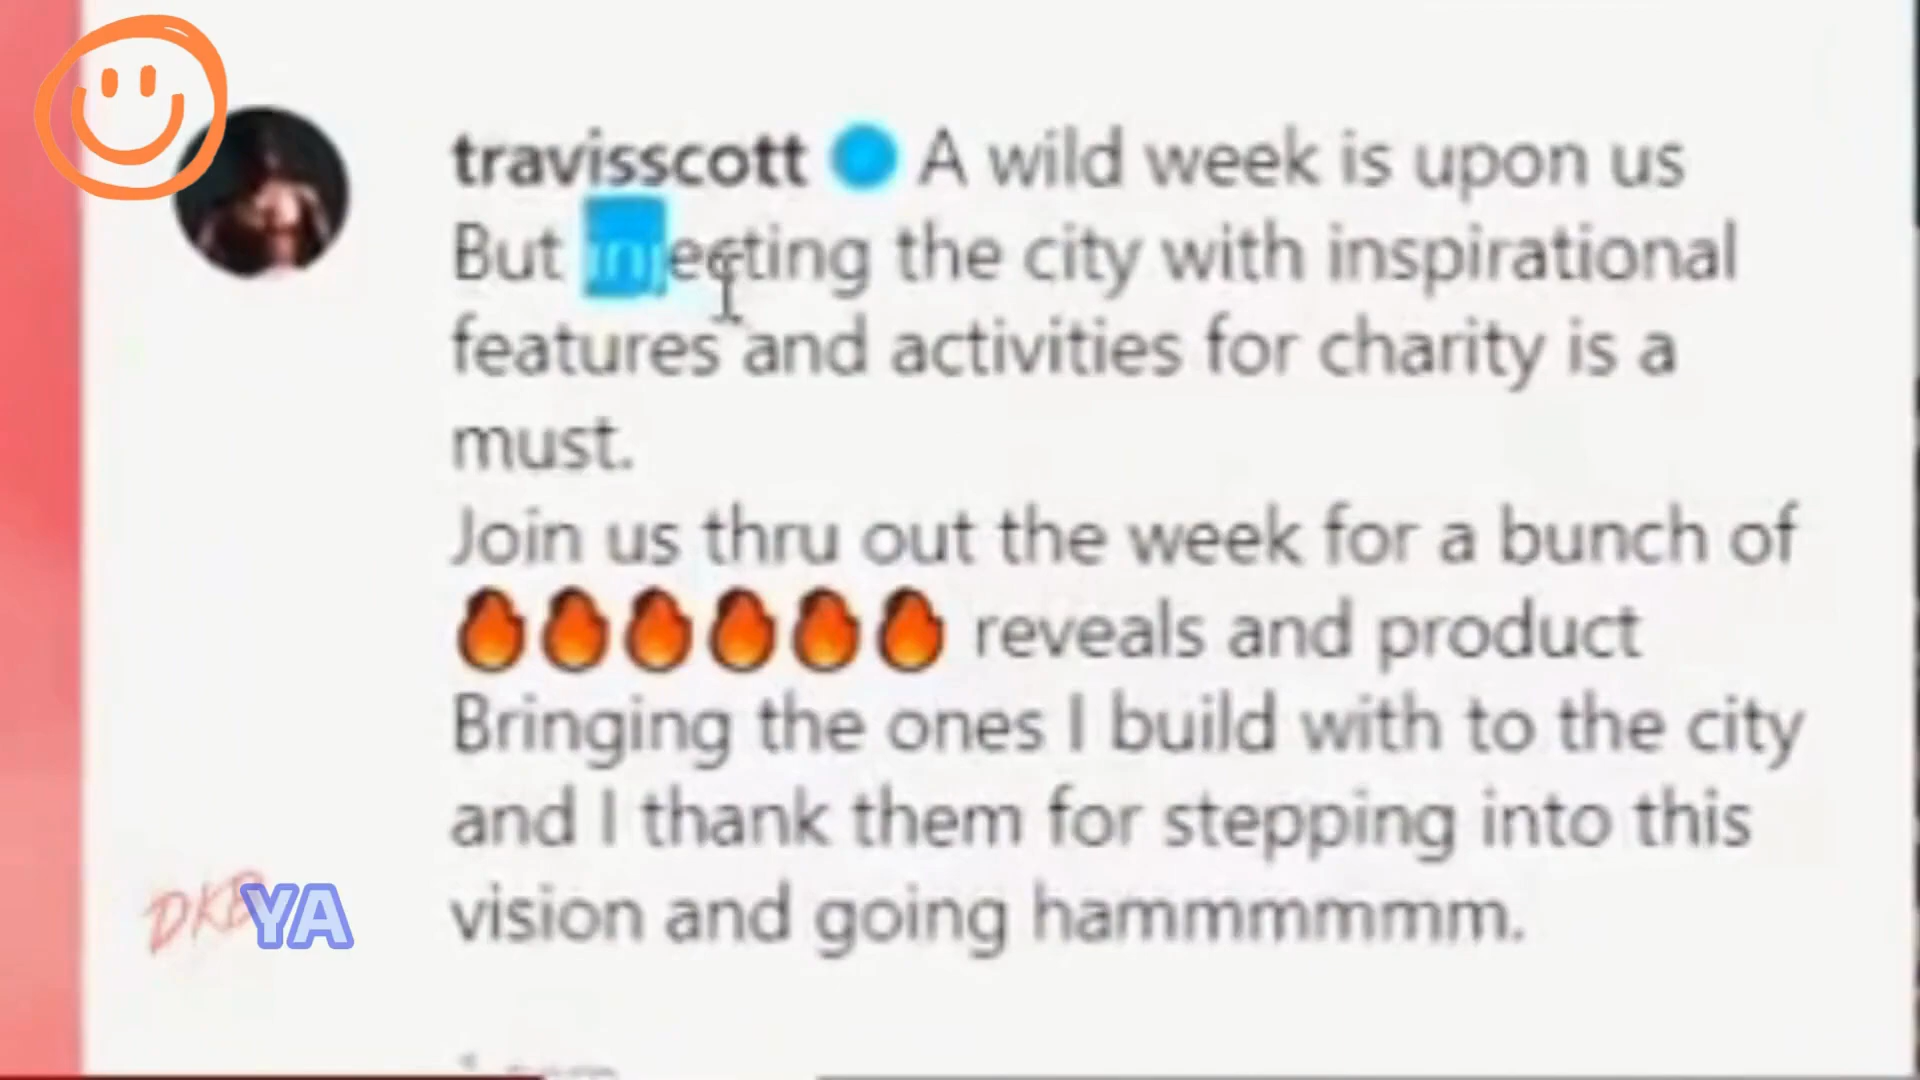 travisscott A wild week is upon us
But injecting the city with inspirational
features and activities for charity is a
must.
Join us thru out the week for a bunch of
🔥🔥🔥🔥🔥🔥 reveals and product
Bringing the ones I build with to the city
and I thank them for stepping into this
vision and going hammmmmm.
DKB
YA